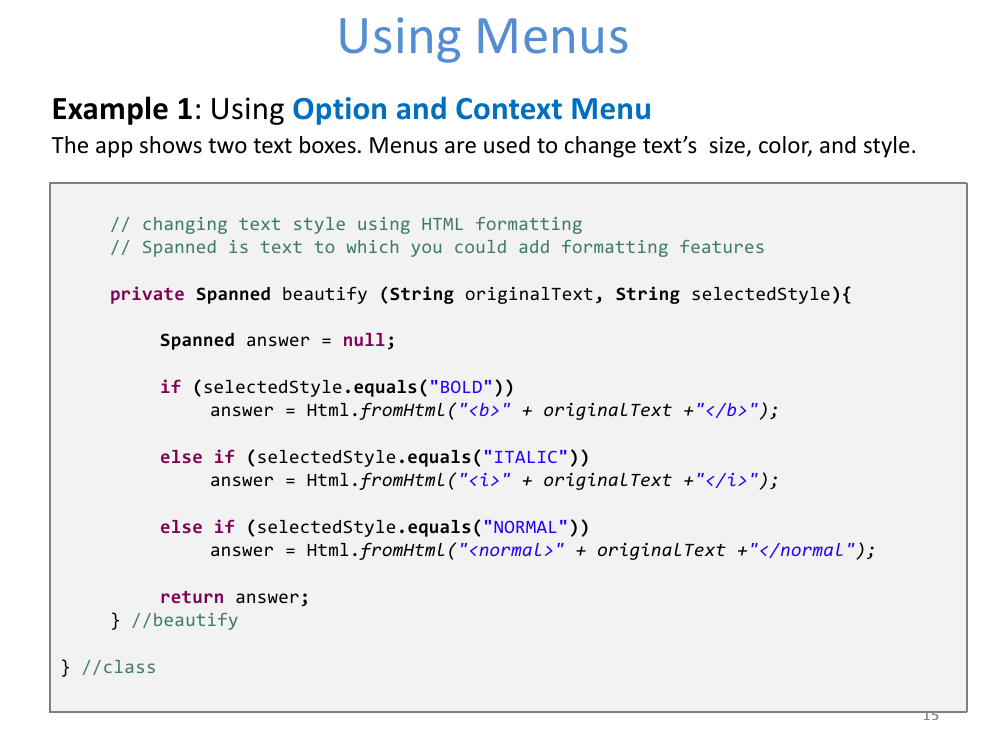 Using Menus
Example 1: Using Option and Context Menu
The app shows two text boxes. Menus are used to change text’s  size, color, and style.
// changing text style using HTML formatting
// Spanned is text to which you could add formatting features
private Spanned beautify (String originalText, String selectedStyle){
Spanned answer = null;
if (selectedStyle.equals("BOLD"))
answer = Html.fromHtml("<b>" + originalText +"</b>");
else if (selectedStyle.equals("ITALIC"))
answer = Html.fromHtml("<i>" + originalText +"</i>");
else if (selectedStyle.equals("NORMAL"))
answer = Html.fromHtml("<normal>" + originalText +"</normal");
return answer;
} //beautify
} //class
15